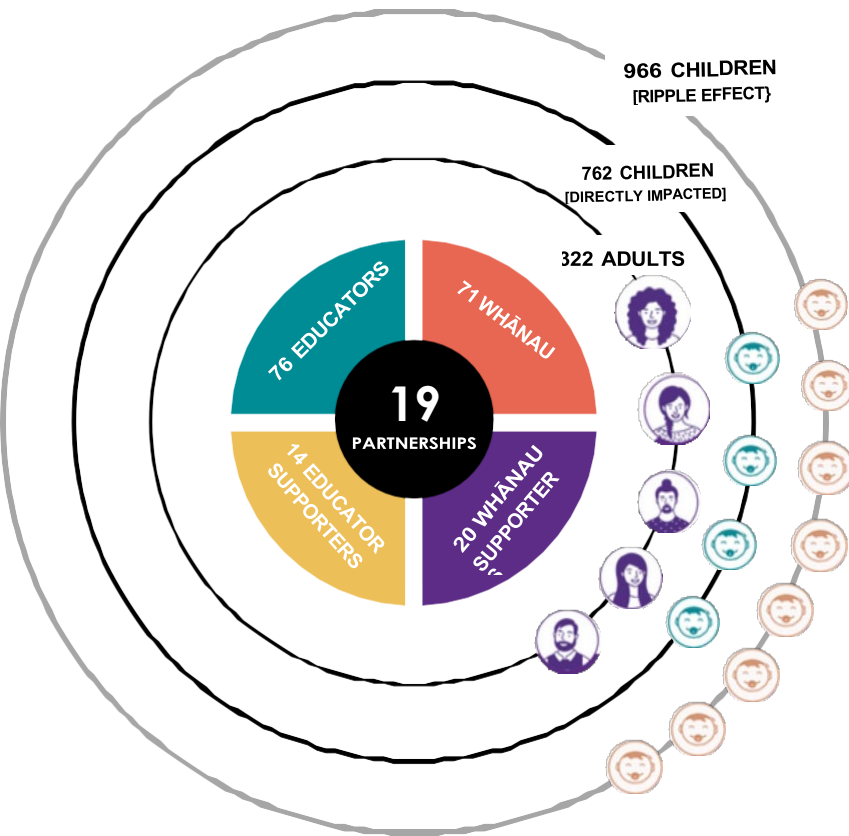 966 CHILDREN
[RIPPLE EFFECT}
762 CHILDREN
[DIRECTLY IMPACTED]
322 ADULTS
76 EDUCATORS
71 WHĀNAU
19
PARTNERSHIPS
14 EDUCATOR
SUPPORTERS
20 WHĀNAU
SUPPORTER
S